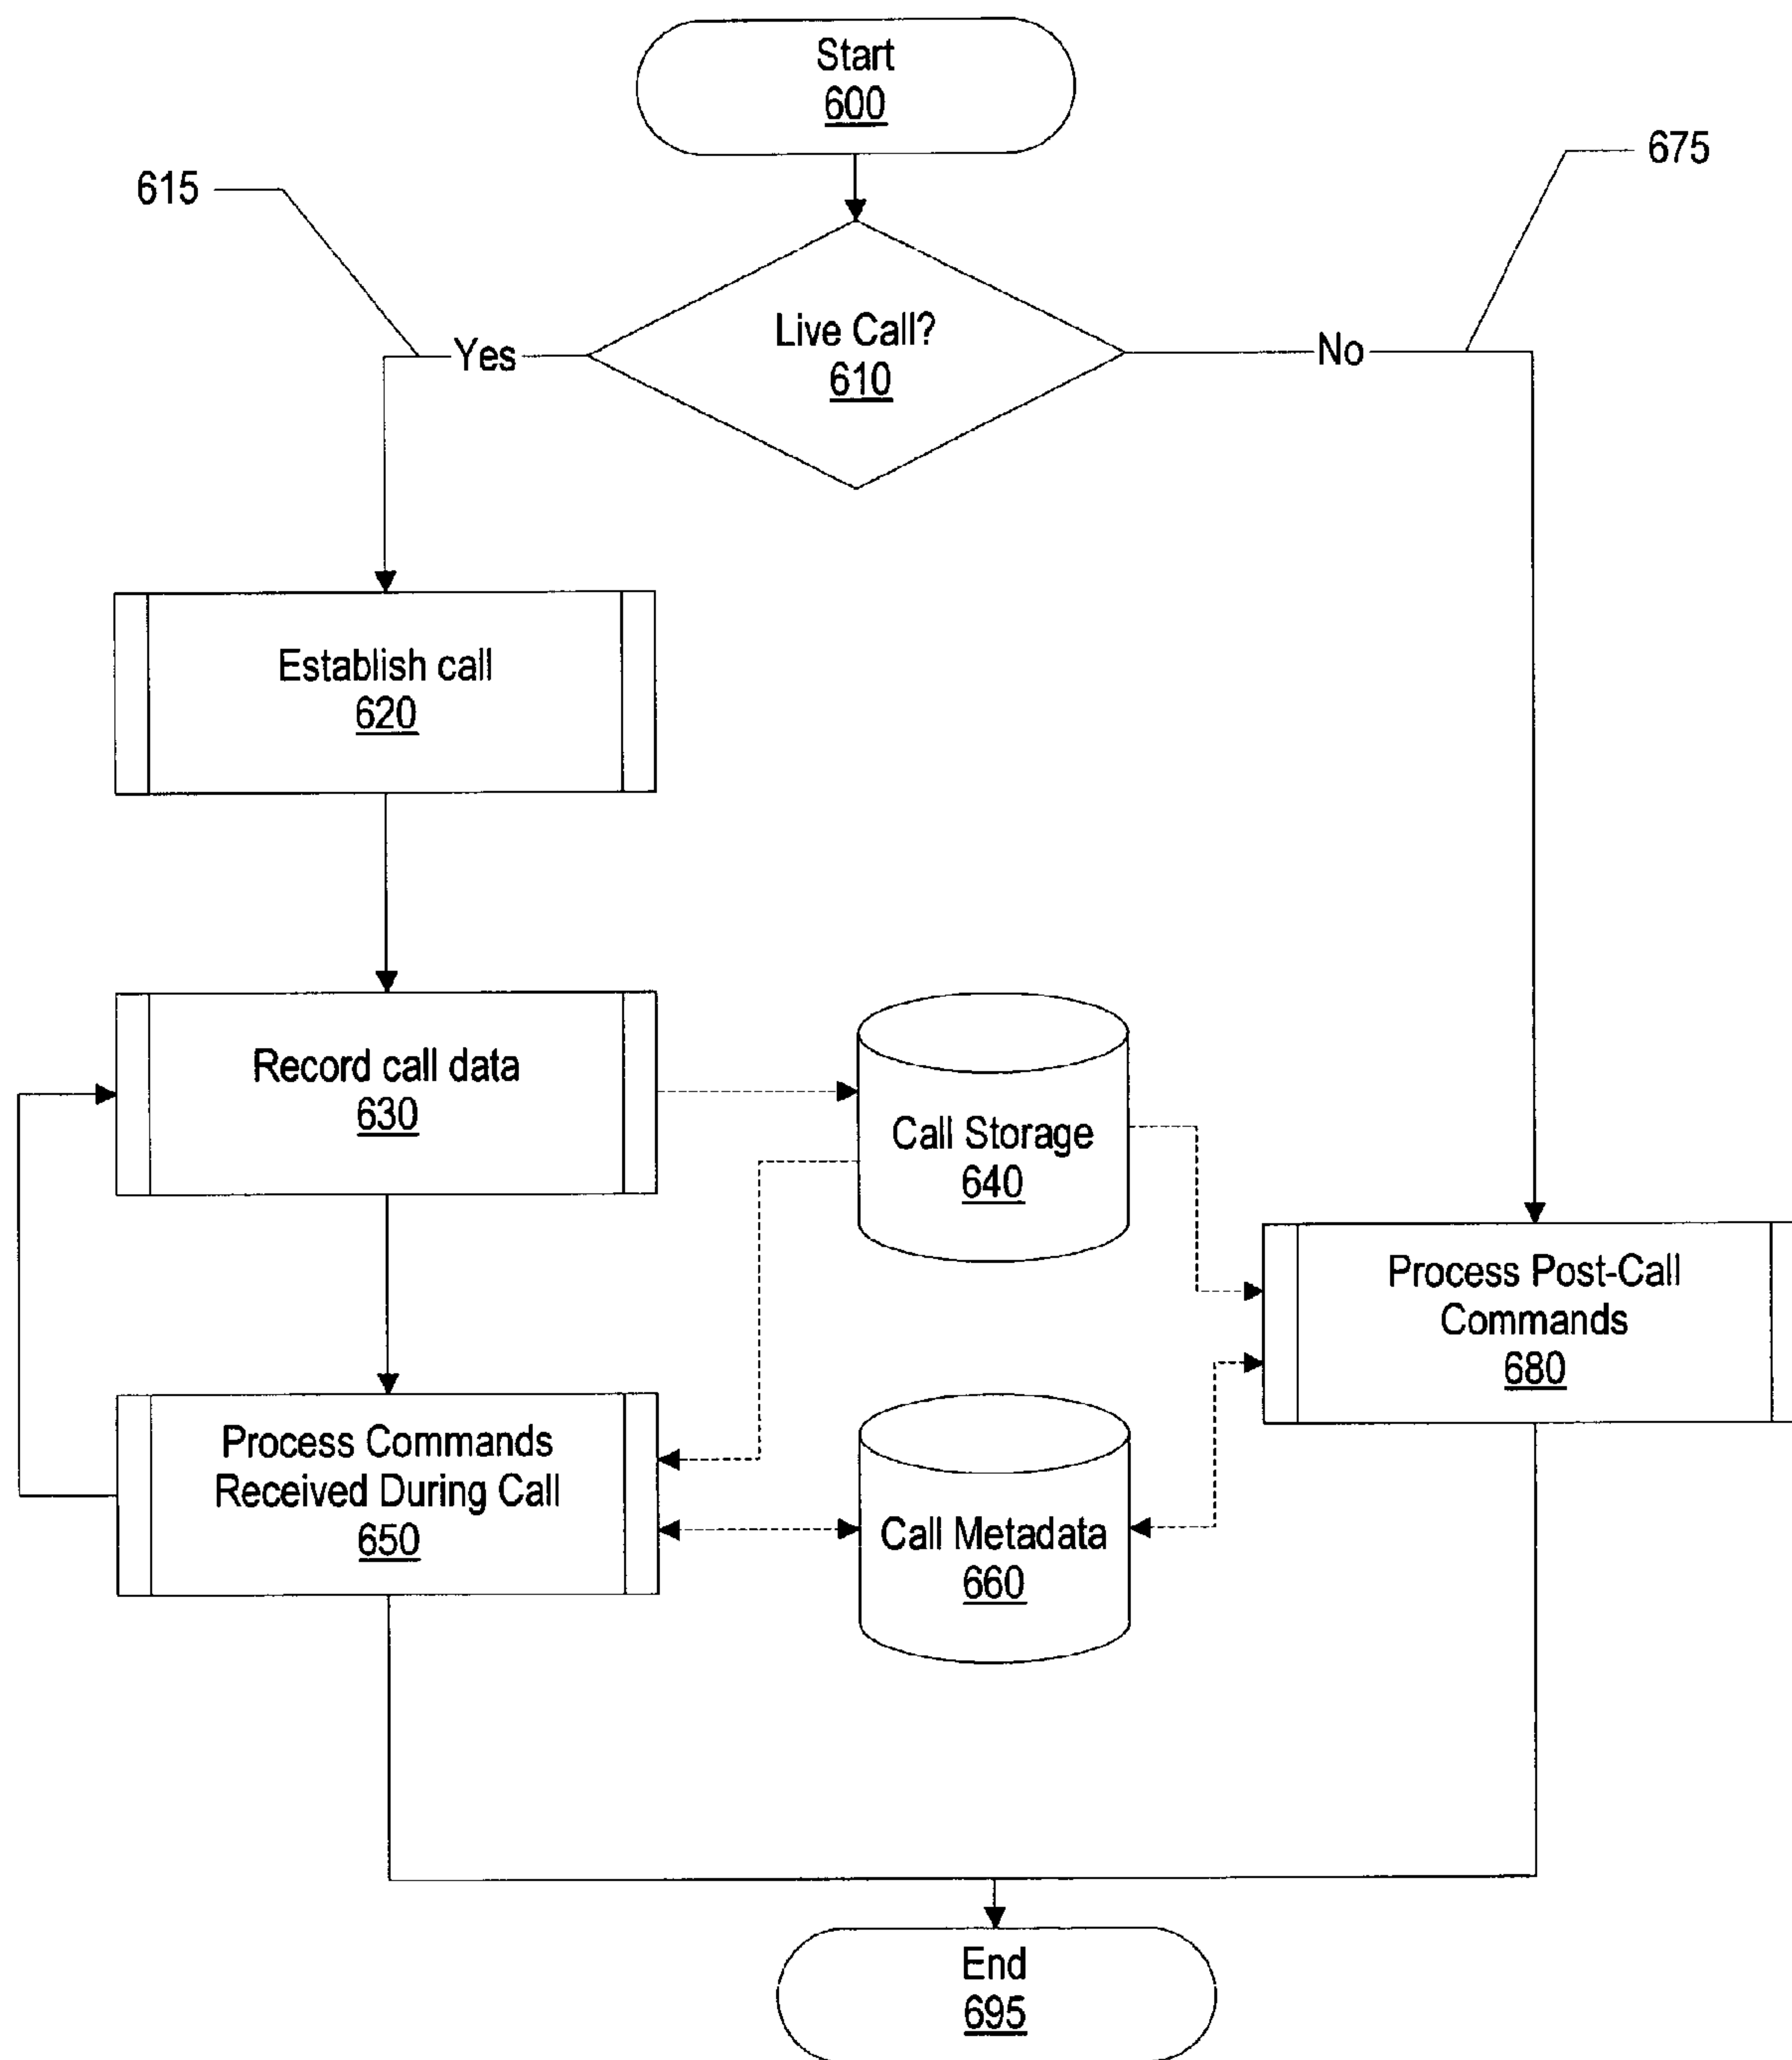 Start
600
675
615
Live Call?
610
Yes
No
Establish call
620
Record call data
630
Call Storage
640
Process Post-Call
Commands
680
Process Commands
Received During Call
650
Call Metadata
660
End
695